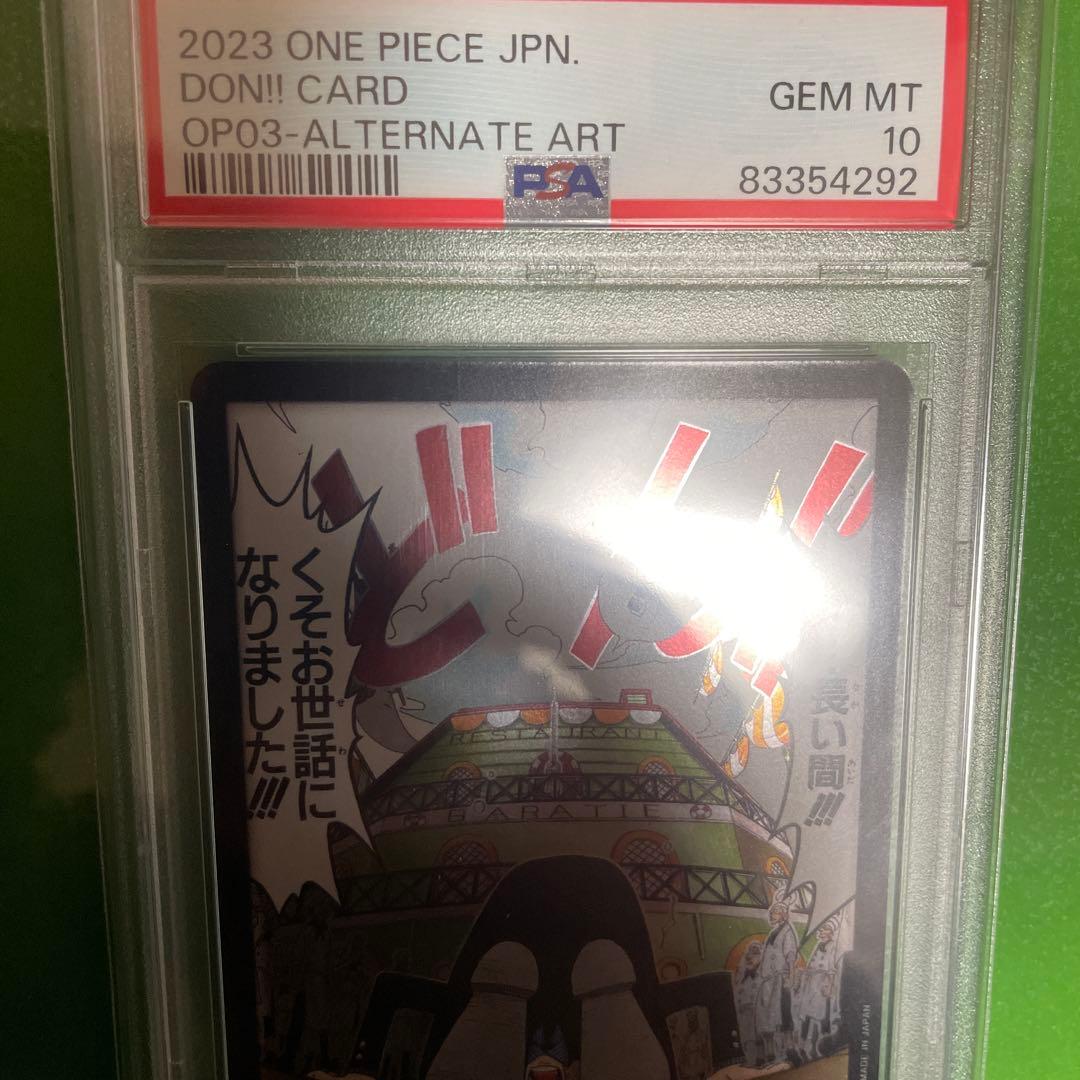 2023 ONE PIECE JPN.
DON!! CARD
GEM MT
OP03-ALTERNATE ART
10
PSA
83354292
長い間!!!
くそお世話に
なりました!!!
RESTAURANT
BARATIE
MADE IN JAPAN